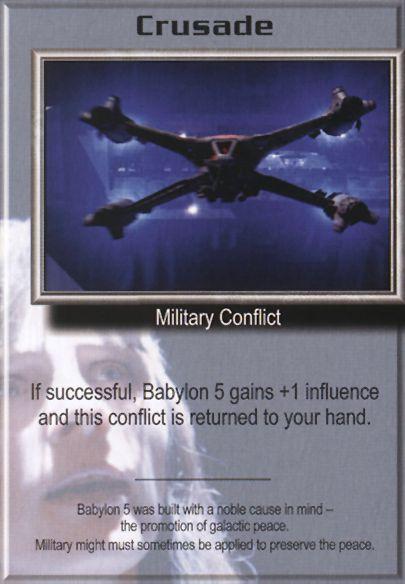 Crusade
Military Conflict
If successful, Babylon 5 gains +1 influence
and this conflict is returned to your hand.
Babylon 5 was built with a noble cause in mind –
the promotion of galactic peace.
Military might must sometimes be applied to preserve the peace.